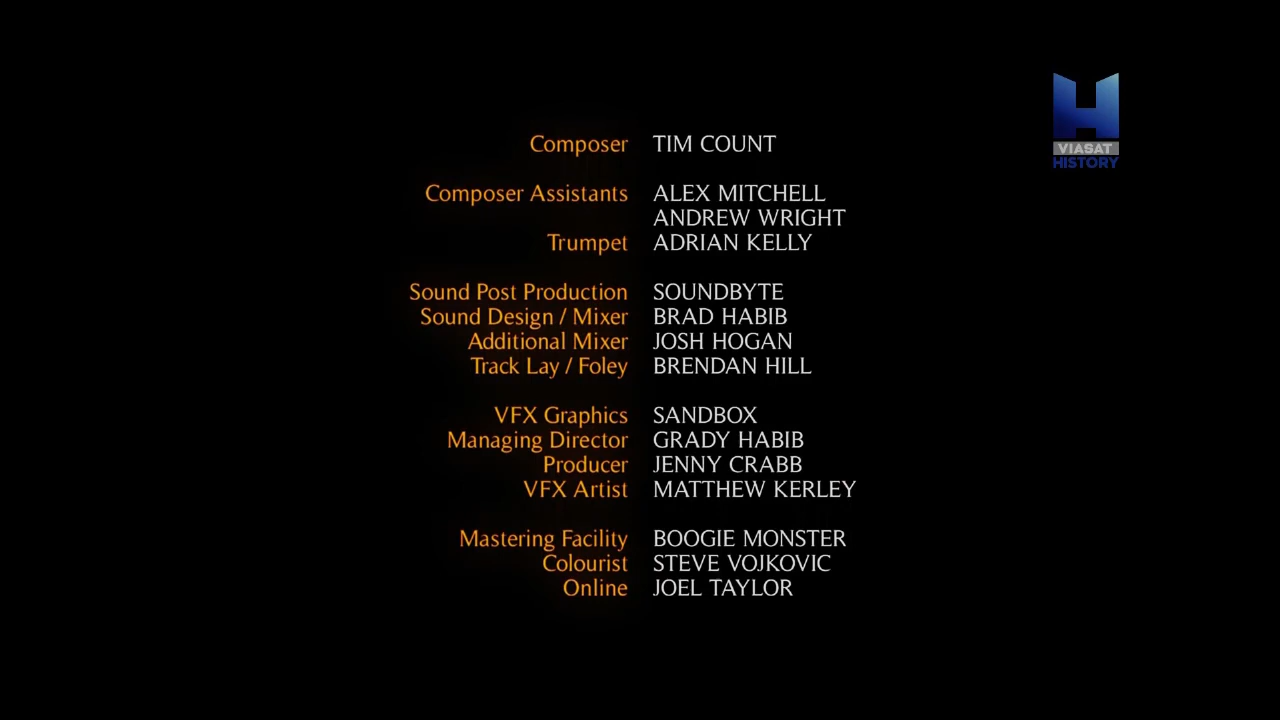 Composer TIM COUNT
Composer Assistants ALEX MITCHELL
ANDREW WRIGHT
Trumpet ADRIAN KELLY
Sound Post Production SOUNDBYTE
Sound Design / Mixer BRAD HABIB
Additional Mixer JOSH HOGAN
Track Lay / Foley BRENDAN HILL
VFX Graphics SANDBOX
Managing Director GRADY HABIB
Producer JENNY CRABB
VFX Artist MATTHEW KERLEY
Mastering Facility BOOGIE MONSTER
Colourist STEVE VOJKOVIC
Online JOEL TAYLOR
H
VIASAT
HISTORY